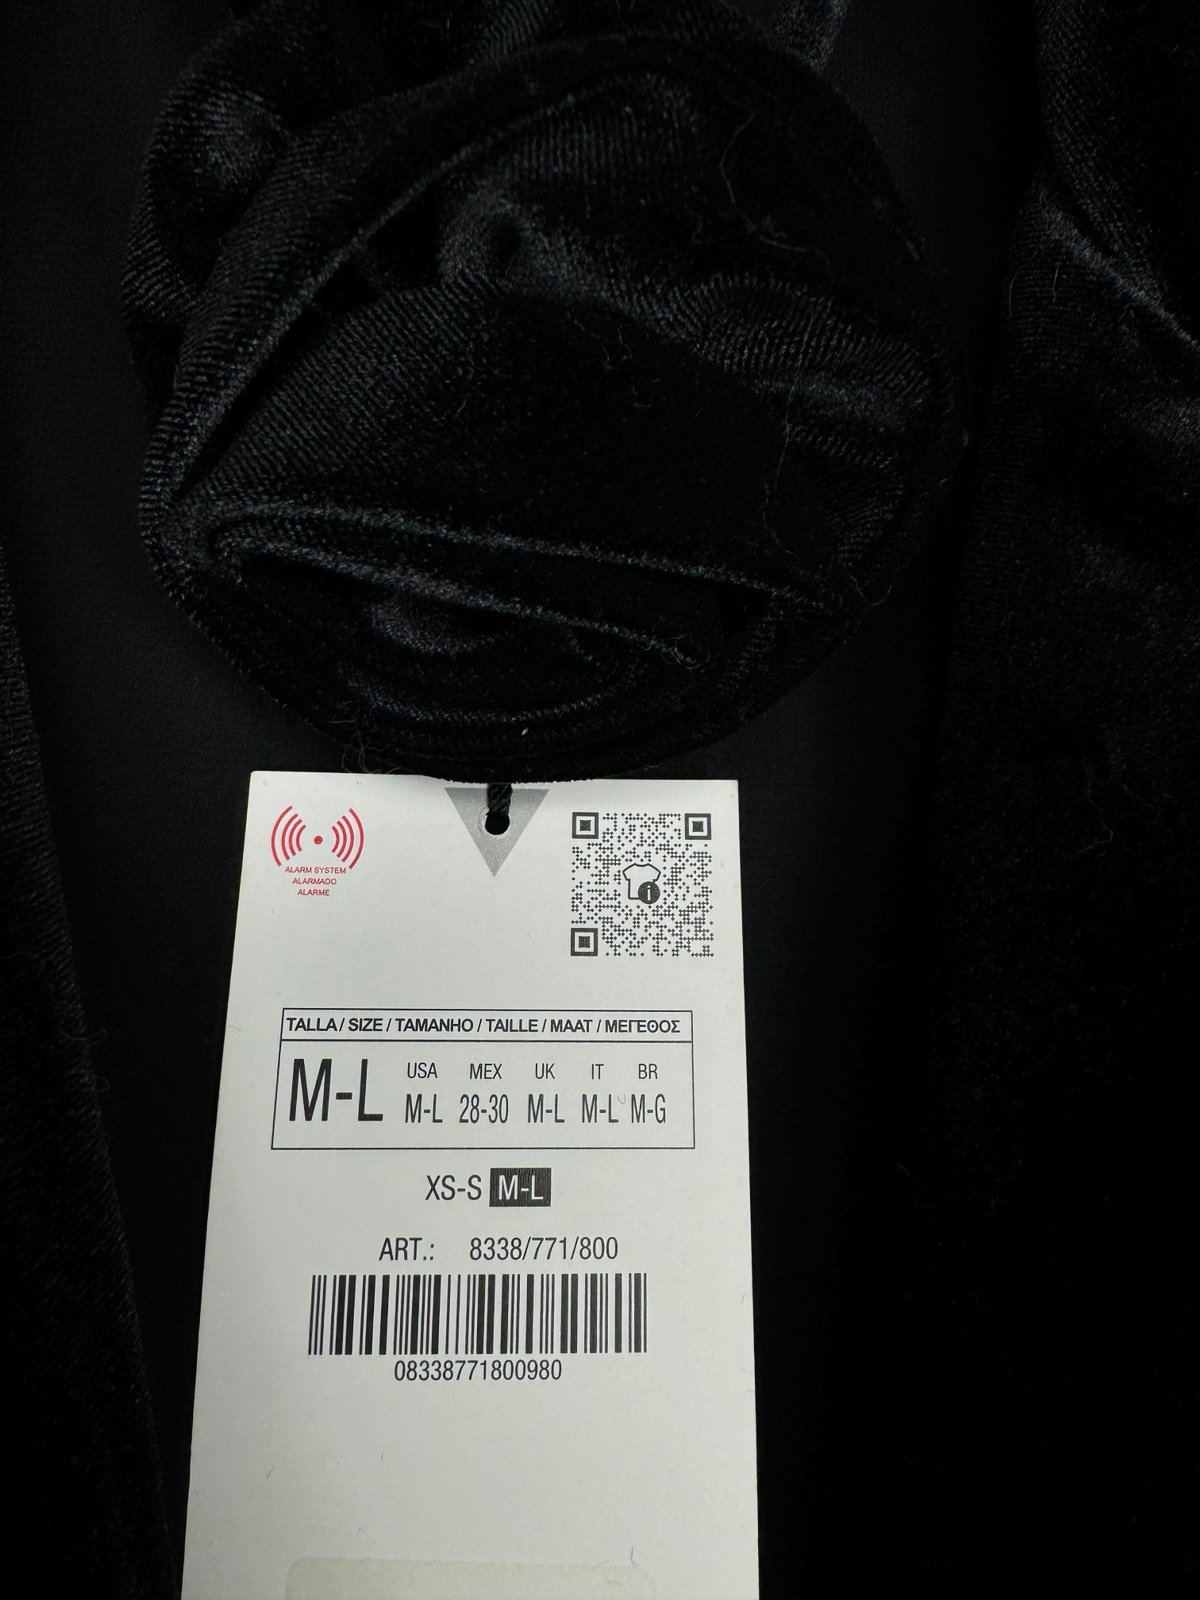 ALARM SYSTEM
ALARMADO
ALARME
i
TALLA / SIZE / TAMANHO / TAILLE / MAAT / ΜΕΓΕΘΟΣ
M-L
USA MEX UK IT BR
M-L 28-30 M-L M-L M-G
XS-S M-L
ART.: 8338/771/800
08338771800980